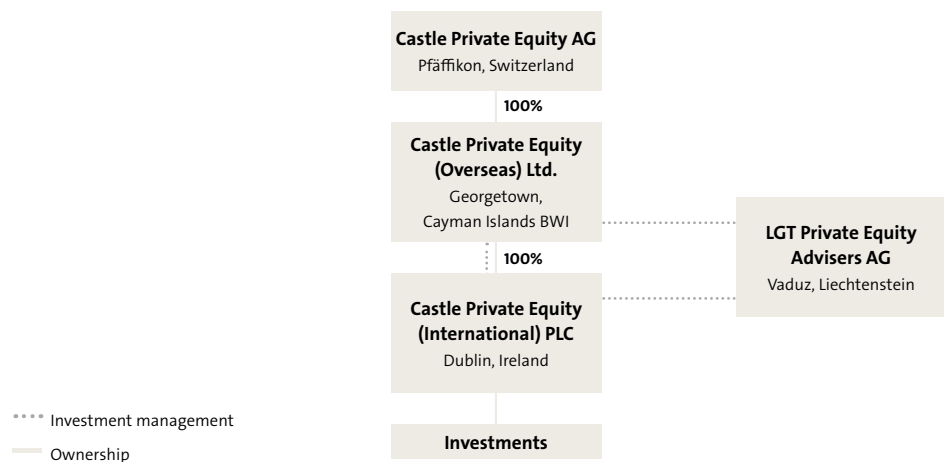 Castle Private Equity AG
Pfäffikon, Switzerland
100%
Castle Private Equity
(Overseas) Ltd.
Georgetown,
Cayman Islands BWI
LGT Private Equity
Advisers AG
Vaduz, Liechtenstein
100%
Castle Private Equity
(International) PLC
Dublin, Ireland
Investment management
Investments
Ownership